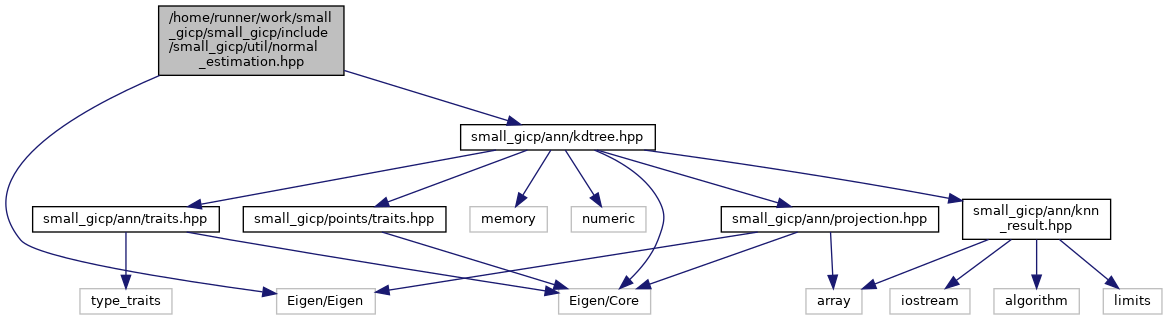 /home/runner/work/small
_gicp/small_gicp/include
/small_gicp/util/normal
_estimation.hpp
small_gicp/ann/kdtree.hpp
small_gicp/ann/traits.hpp
small_gicp/points/traits.hpp
memory
numeric
small_gicp/ann/projection.hpp
small_gicp/ann/knn
_result.hpp
type_traits
Eigen/Eigen
Eigen/Core
array
iostream
algorithm
limits